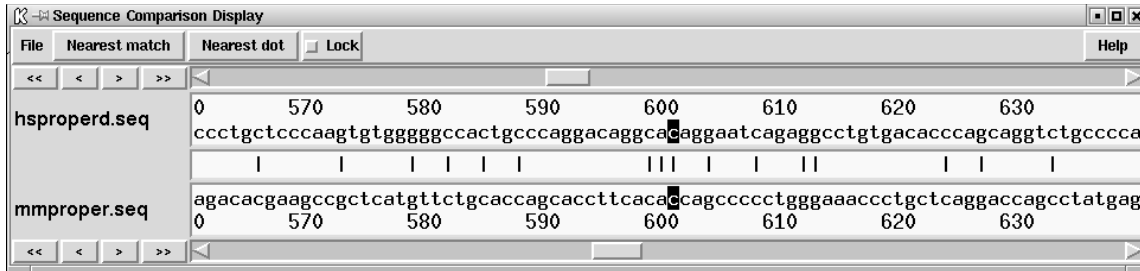 Sequence Comparison Display
File Nearest match Nearest dot Lock Help
<< < > >>
0 570 580 590 600 610 620 630
hsproperd.seq
ccctgctcccaagtgtgggggccactgcccaggacaggcacaggaatcagaggcctgtgacacccagcaggtctgcccca
agacacgaagccgctcatgttctgcaccagcaccttcacaccagccccctgggaaaccctgctcaggaccagcctatgag
mmproper.seq
0 570 580 590 600 610 620 630
<< < > >>